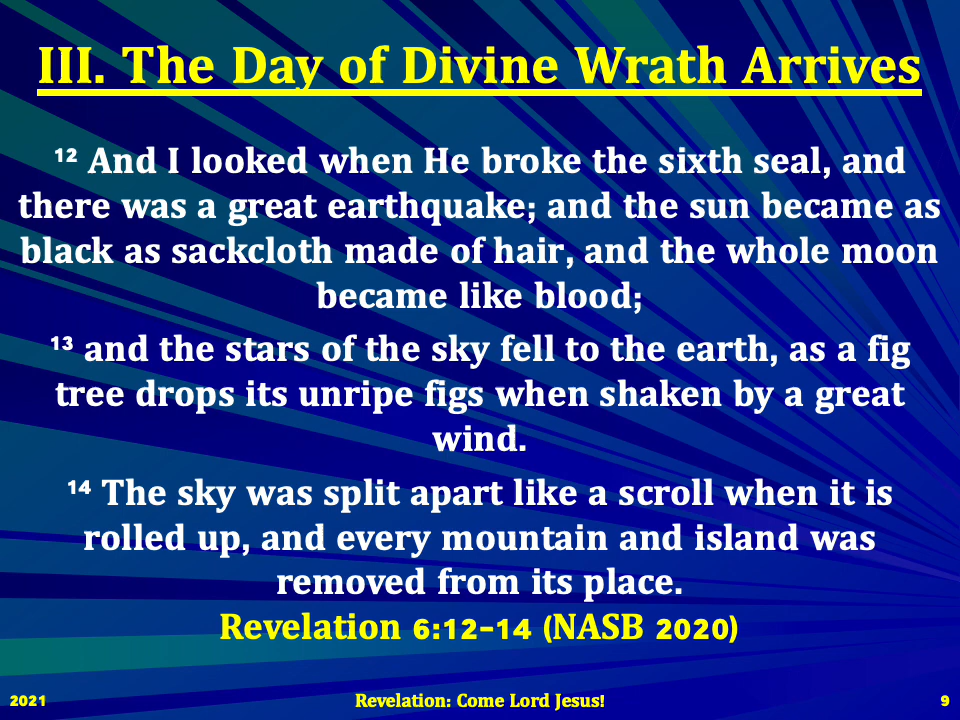 III. The Day of Divine Wrath Arrives
¹² And I looked when He broke the sixth seal, and
there was a great earthquake; and the sun became as
black as sackcloth made of hair, and the whole moon
became like blood;
¹³ and the stars of the sky fell to the earth, as a fig
tree drops its unripe figs when shaken by a great
wind.
¹⁴ The sky was split apart like a scroll when it is
rolled up, and every mountain and island was
removed from its place.
Revelation 6:12–14 (NASB 2020)
2021
Revelation: Come Lord Jesus!
9